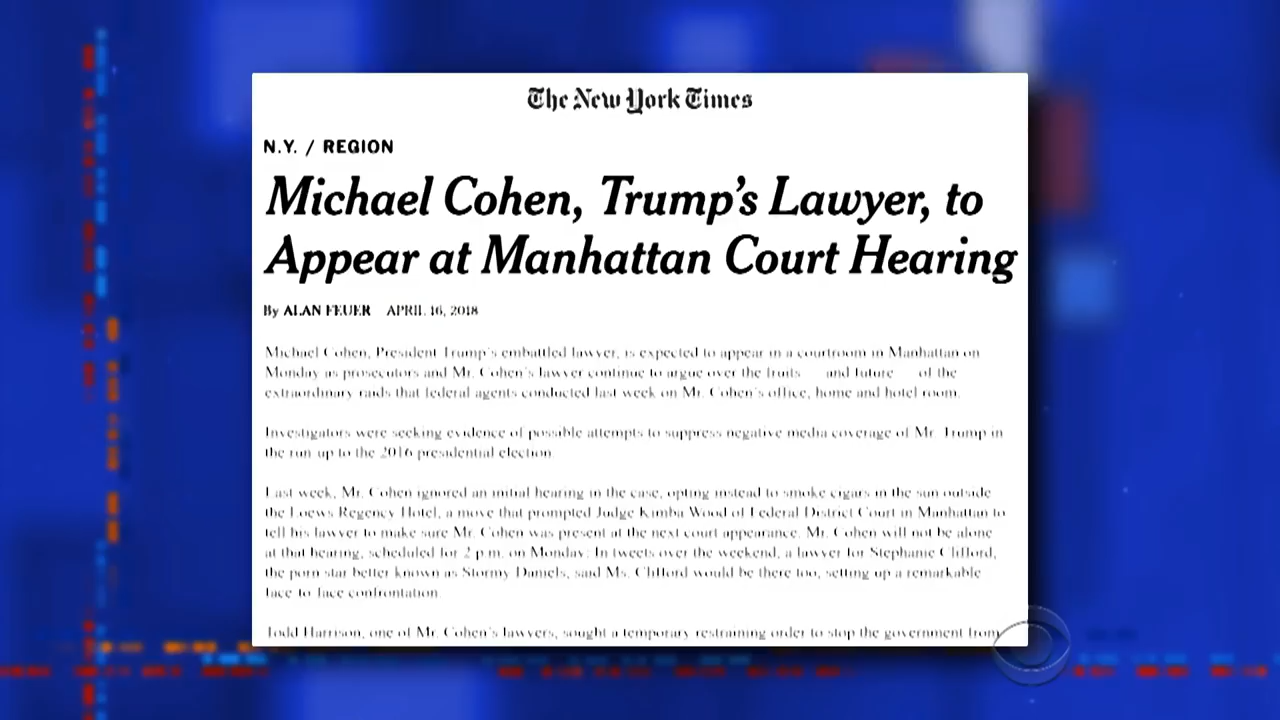 The New York Times
N.Y. / REGION
Michael Cohen, Trump's Lawyer, to
Appear at Manhattan Court Hearing
By ALAN FEUER APRIL 16, 2018
Michael Cohen, President Trump's embattled lawyer, is expected to appear in a courtroom in Manhattan on
Monday as prosecutors and Mr. Cohen's lawyer continue to argue over the fruits and future of the
extraordinary raids that federal agents conducted last week on Mr. Cohen's office, home and hotel room.
Investigators were seeking evidence of possible attempts to suppress negative media coverage of Mr. Trump in
the run up to the 2016 presidential election.
Last week, Mr. Cohen ignored an initial hearing in the case, opting instead to smoke cigars in the sun outside
the Loews Regency Hotel, a move that prompted Judge Kimba Wood of Federal District Court in Manhattan to
tell his lawyer to make sure Mr. Cohen was present at the next court appearance. Mr. Cohen will not be alone
at that hearing, scheduled for 2 p.m. on Monday: In tweets over the weekend, a lawyer for Stephanie Clifford,
the porn star better known as Stormy Daniels, said Ms. Clifford would be there too, setting up a remarkable
face to face confrontation.
Todd Harrison, one of Mr. Cohen's lawyers, sought a temporary restraining order to stop the government from